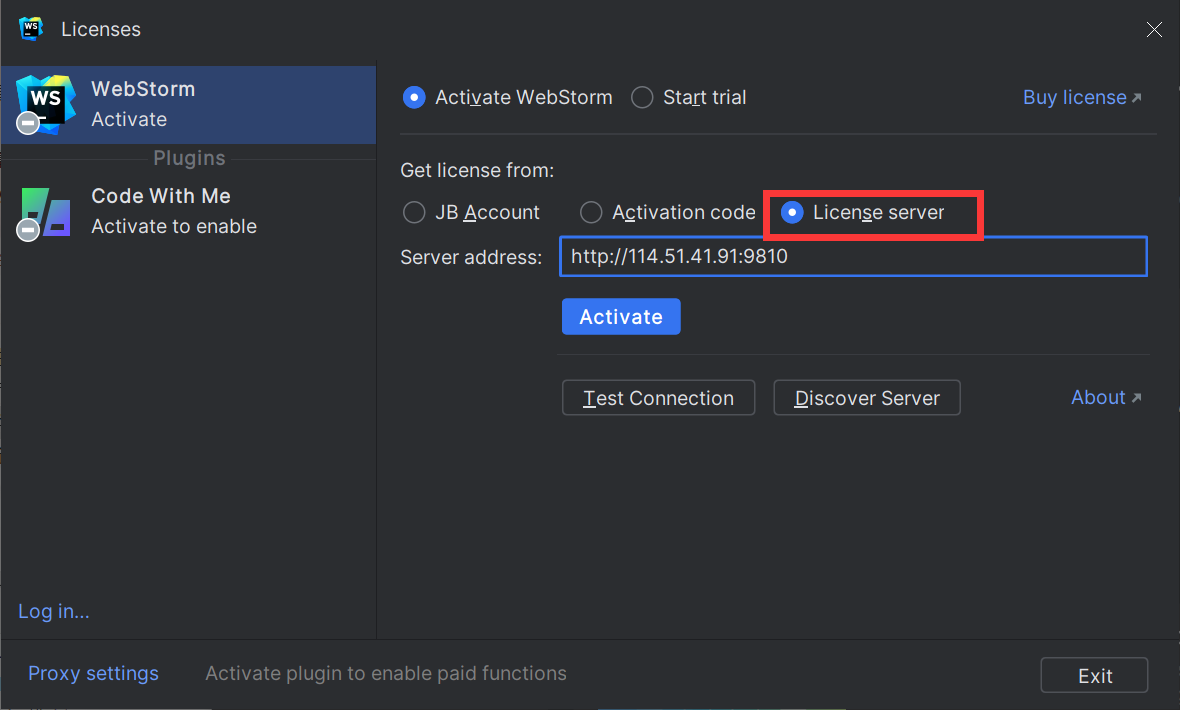 WS Licenses
WS WebStorm
Activate
Plugins
Code With Me
Activate to enable
Log in...
Activate WebStorm Start trial Buy license
Get license from:
JB Account Activation code License server
Server address: http://114.51.41.91:9810
Activate
Test Connection Discover Server About
Proxy settings Activate plugin to enable paid functions Exit